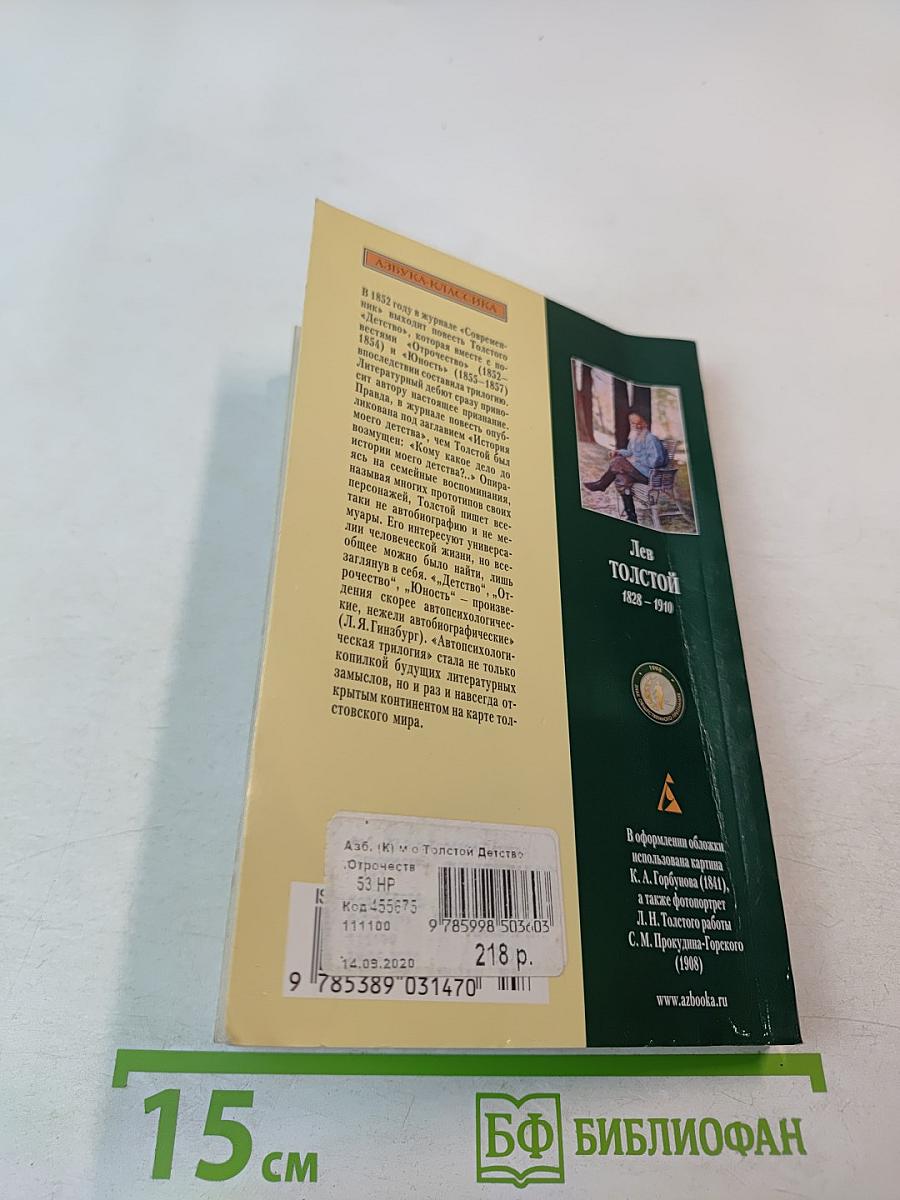 АЗБУКА-КЛАССИКА
В 1852 году в журнале «Современ-
ник» выходит повесть Толстого
«Детство», которая вместе с по-
вестями «Отрочество» (1852–
1854) и «Юность» (1855–1857)
впоследствии составила трилогию.
Литературный дебют сразу прино-
сит автору настоящее признание.
Правда, в журнале повесть опуб-
ликована под заглавием «История
моего детства», чем Толстой был
возмущен: «Кому какое дело до
истории моего детства?..» Опира-
ясь на семейные воспоминания,
называя многих прототипов своих
персонажей, Толстой пишет все-
таки не автобиографию и не ме-
муары. Его интересуют универса-
лии человеческой жизни, но все-
общее можно было найти, лишь
заглянув в себя. «„Детство“, „От-
рочество“, „Юность“ – произве-
дения скорее автопсихологичес-
кие, нежели автобиографические»
(Л. Я. Гинзбург). «Автопсихологи-
ческая трилогия» стала не только
копилкой будущих литературных
замыслов, но и раз и навсегда от-
крытым континентом на карте тол-
стовского мира.
Лев
ТОЛСТОЙ
1828 – 1910
В оформлении обложки
использована картина
К. А. Горбунова (1841),
а также фотопортрет
Л. Н. Толстого работы
С. М. Прокудина-Горского
(1908)
www.azbooka.ru
Азб. (К) м о Толстой Детство
.Отрочеств
53 НР
Код 455675
111100
9 785998 503603
14.09.2020
218 р.
IS
9 785389 031470
15 см
БФ БИБЛИОФАН